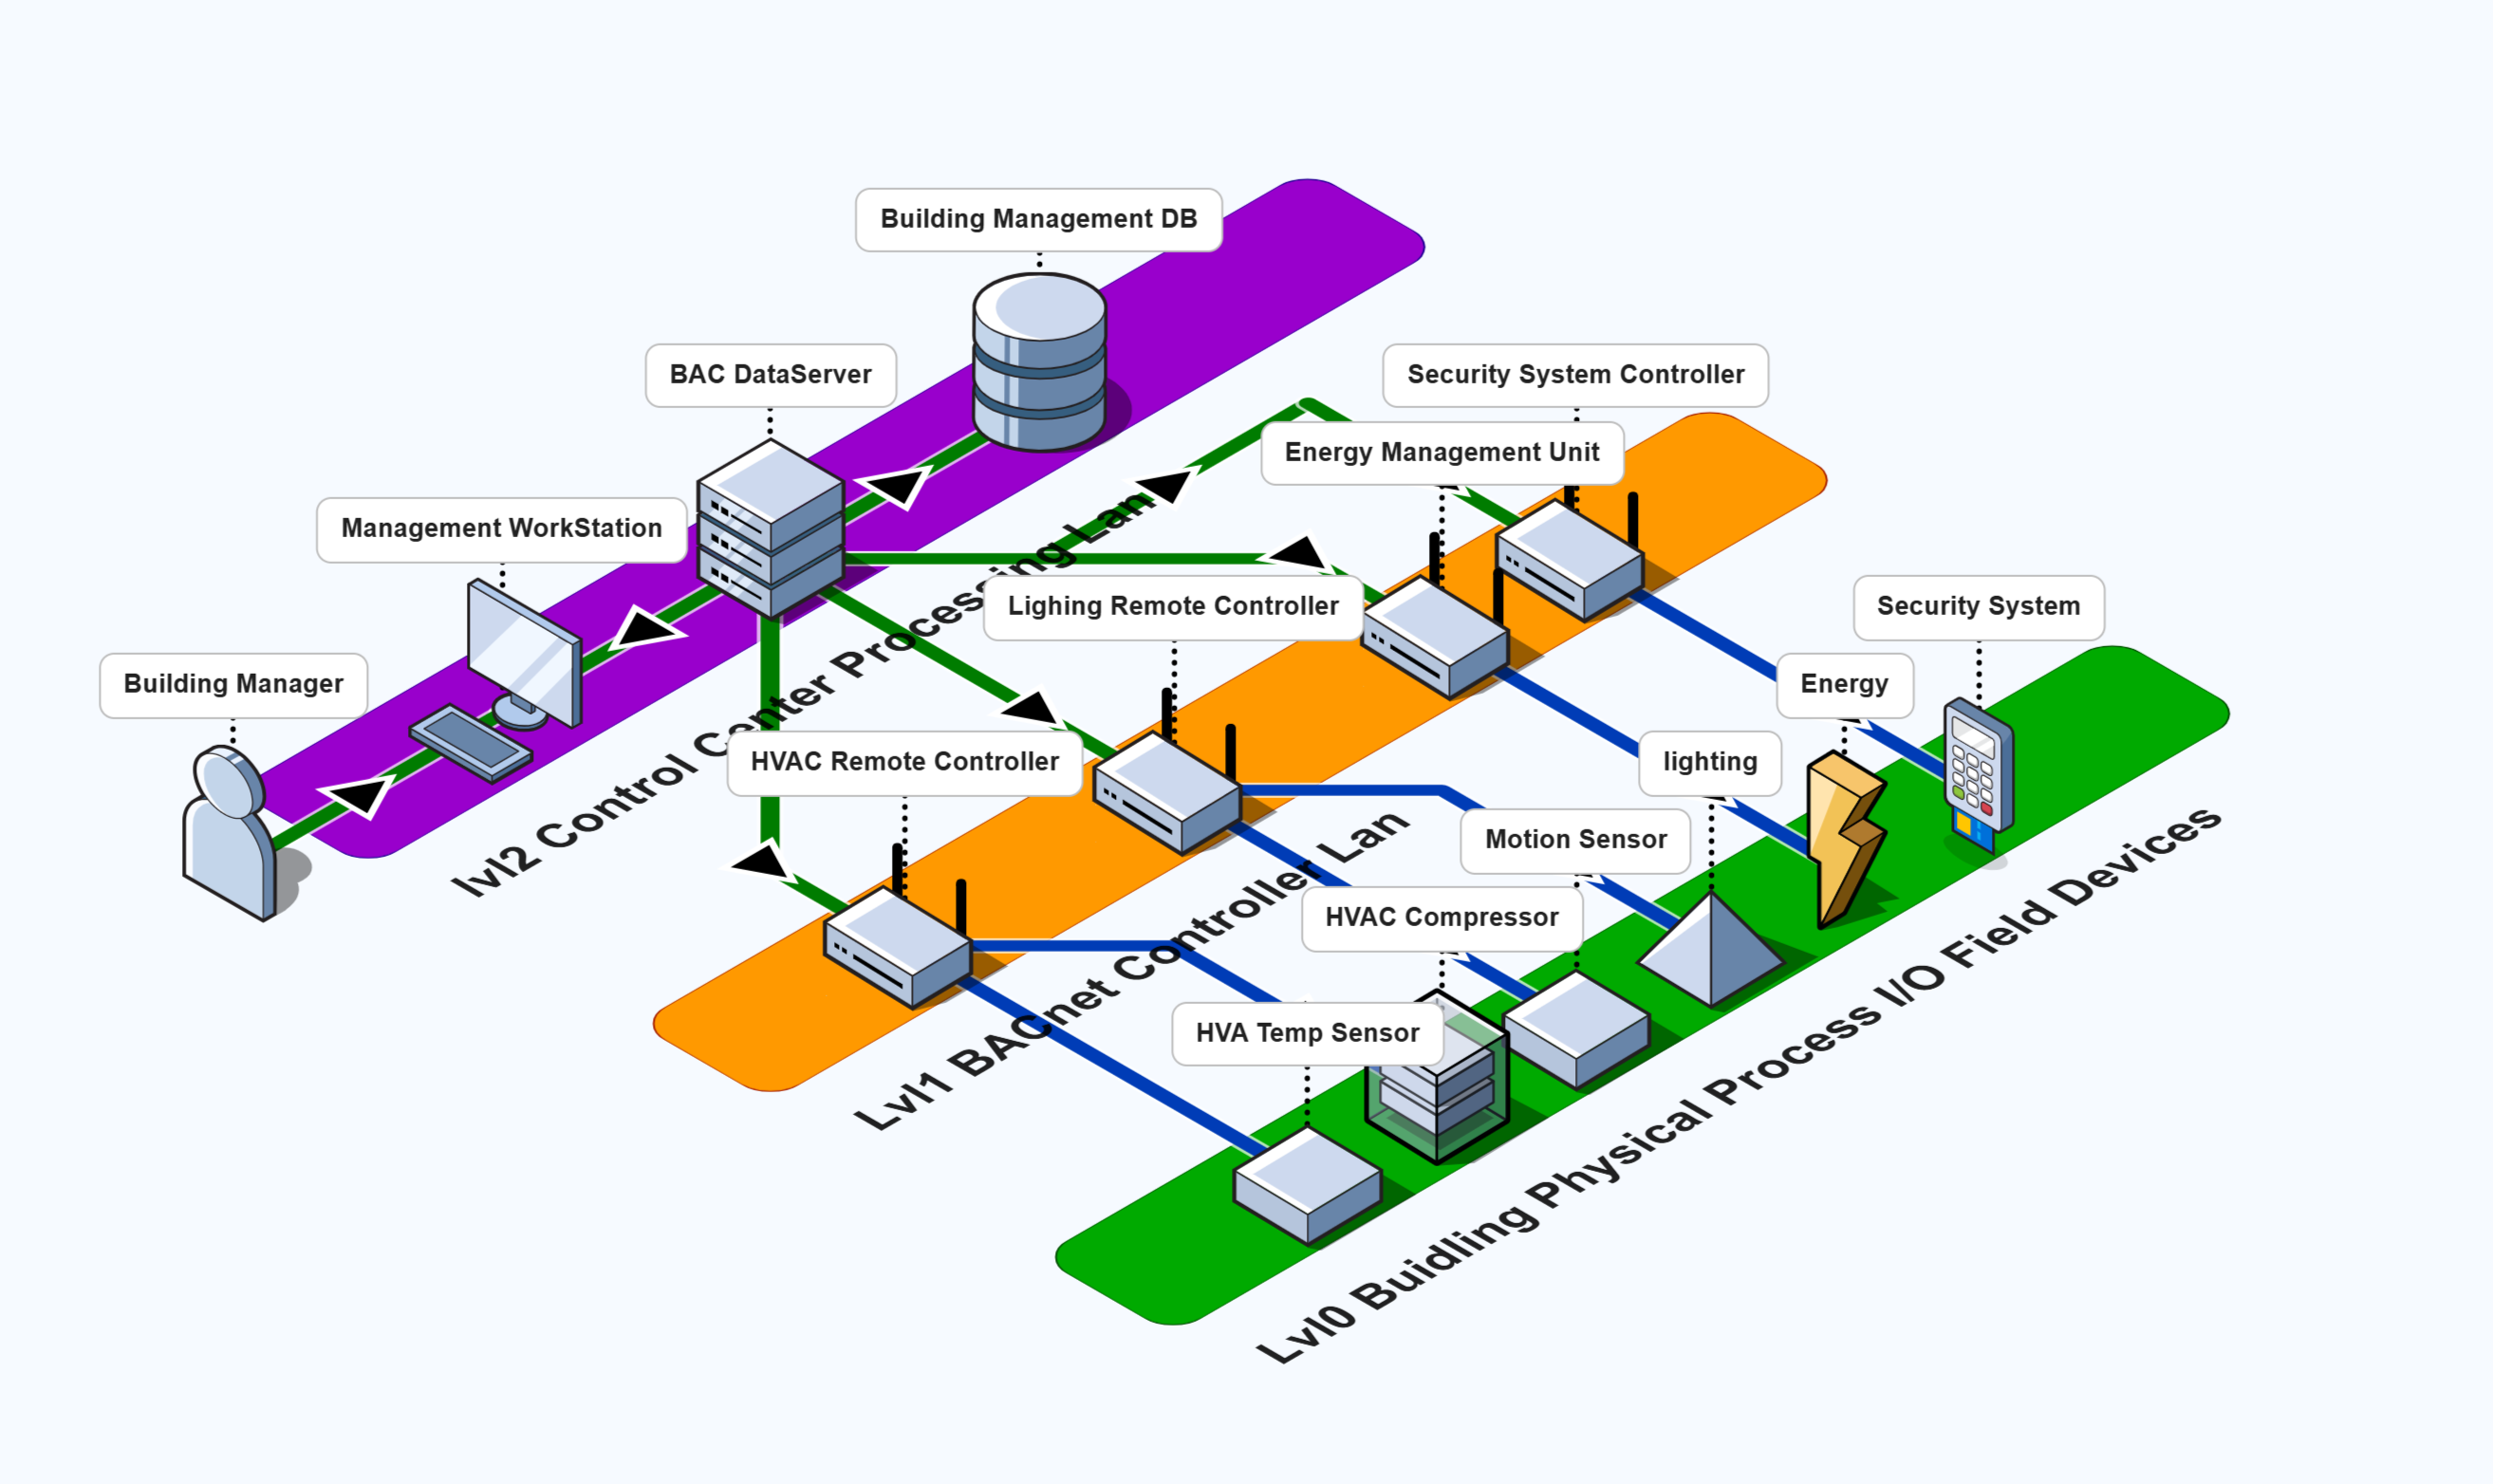 Building Management DB
BAC DataServer
Security System Controller
Energy Management Unit
Management WorkStation
Lighing Remote Controller
Security System
Building Manager
Energy
HVAC Remote Controller
lighting
Motion Sensor
HVAC Compressor
HVA Temp Sensor
lvl2 Control Center Processing Lan
Lvl1 BACnet Controller Lan
Lvl0 Buidling Physical Process I/O Field Devices